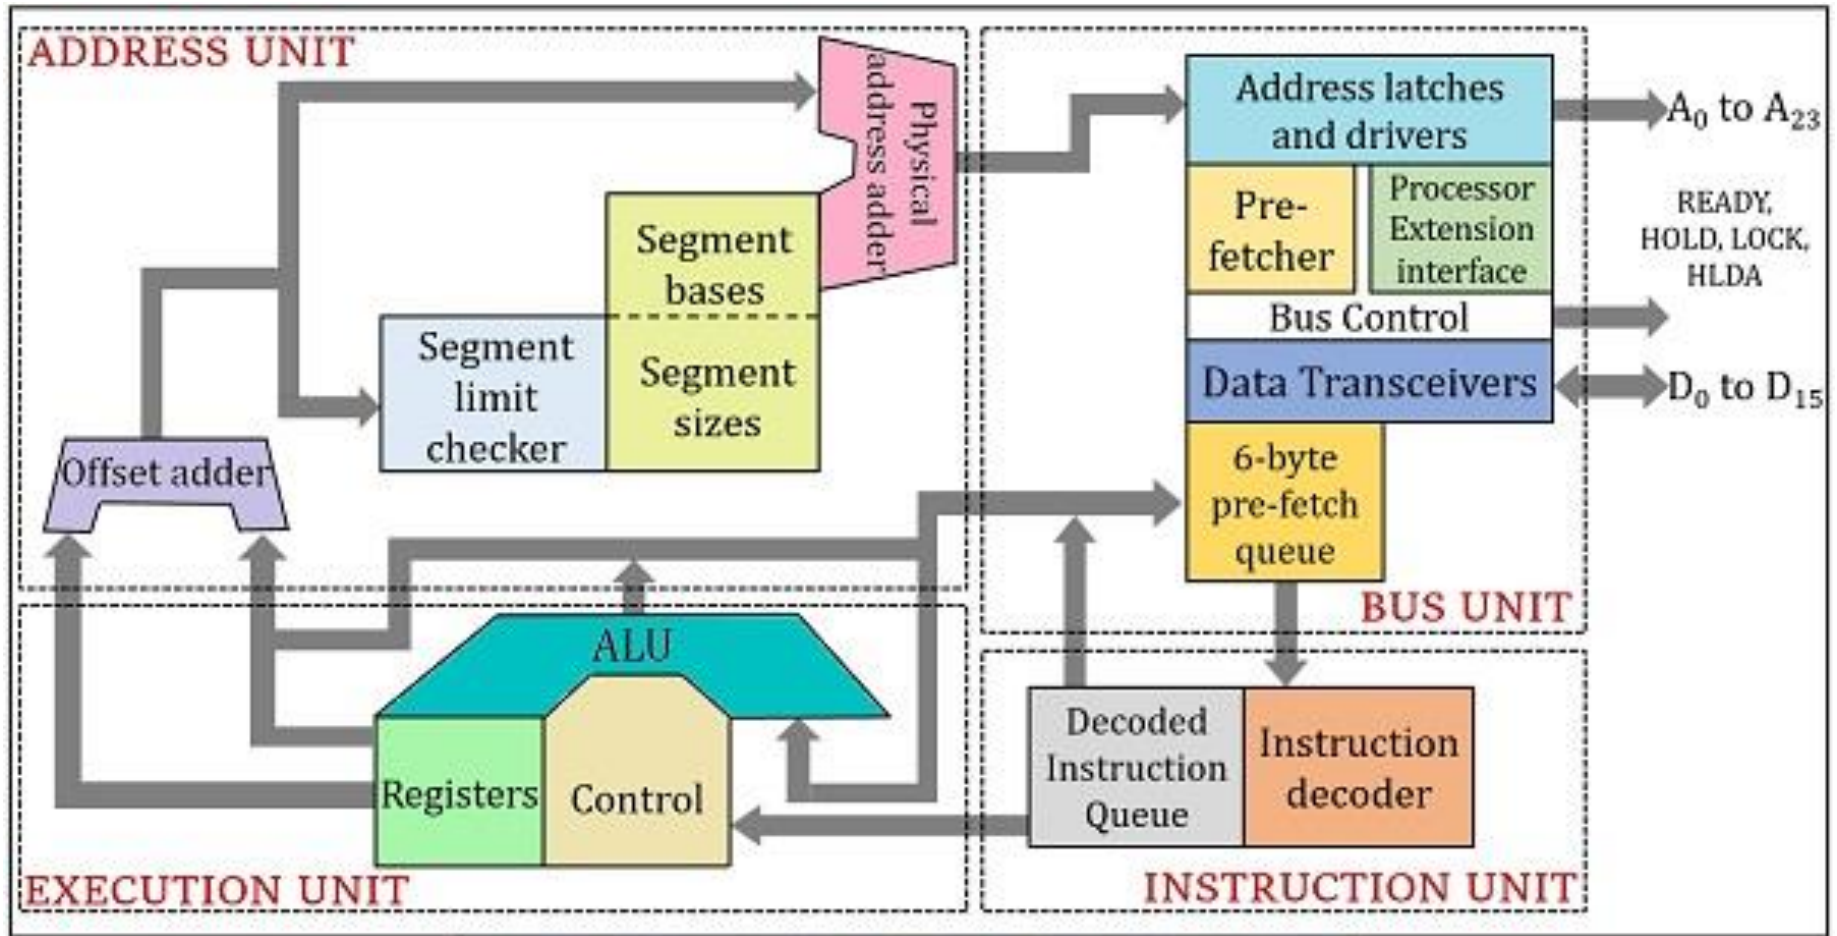 ADDRESS UNIT
Physical
address adder
Segment
bases
Segment
sizes
Segment
limit
checker
Offset adder
Address latches
and drivers
Pre-
fetcher
Processor
Extension
interface
Bus Control
Data Transceivers
6-byte
pre-fetch
queue
BUS UNIT
A0 to A23
READY,
HOLD, LOCK,
HLDA
D0 to D15
ALU
Registers
Control
EXECUTION UNIT
Decoded
Instruction
Queue
Instruction
decoder
INSTRUCTION UNIT